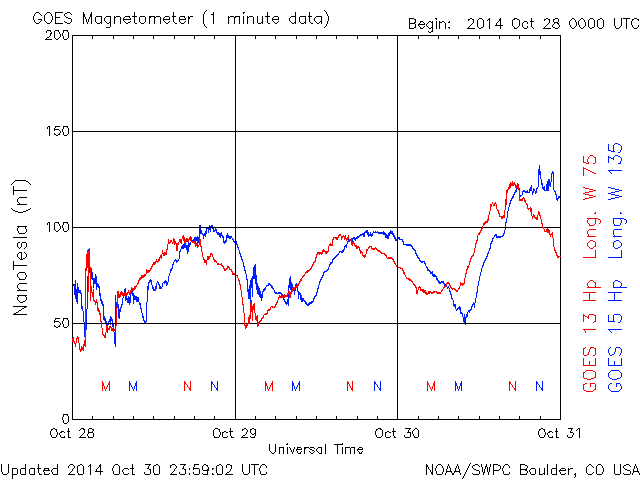 GOES Magnetometer (1 minute data)
Begin: 2014 Oct 28 0000 UTC
200
150
100
50
0
NanoTesla (nT)
M M N N M M N N M M N N
Oct 28 Oct 29 Oct 30 Oct 31
Universal Time
GOES 13 Hp Long. W 75
GOES 15 Hp Long. W 135
Updated 2014 Oct 30 23:59:02 UTC
NOAA/SWPC Boulder, CO USA